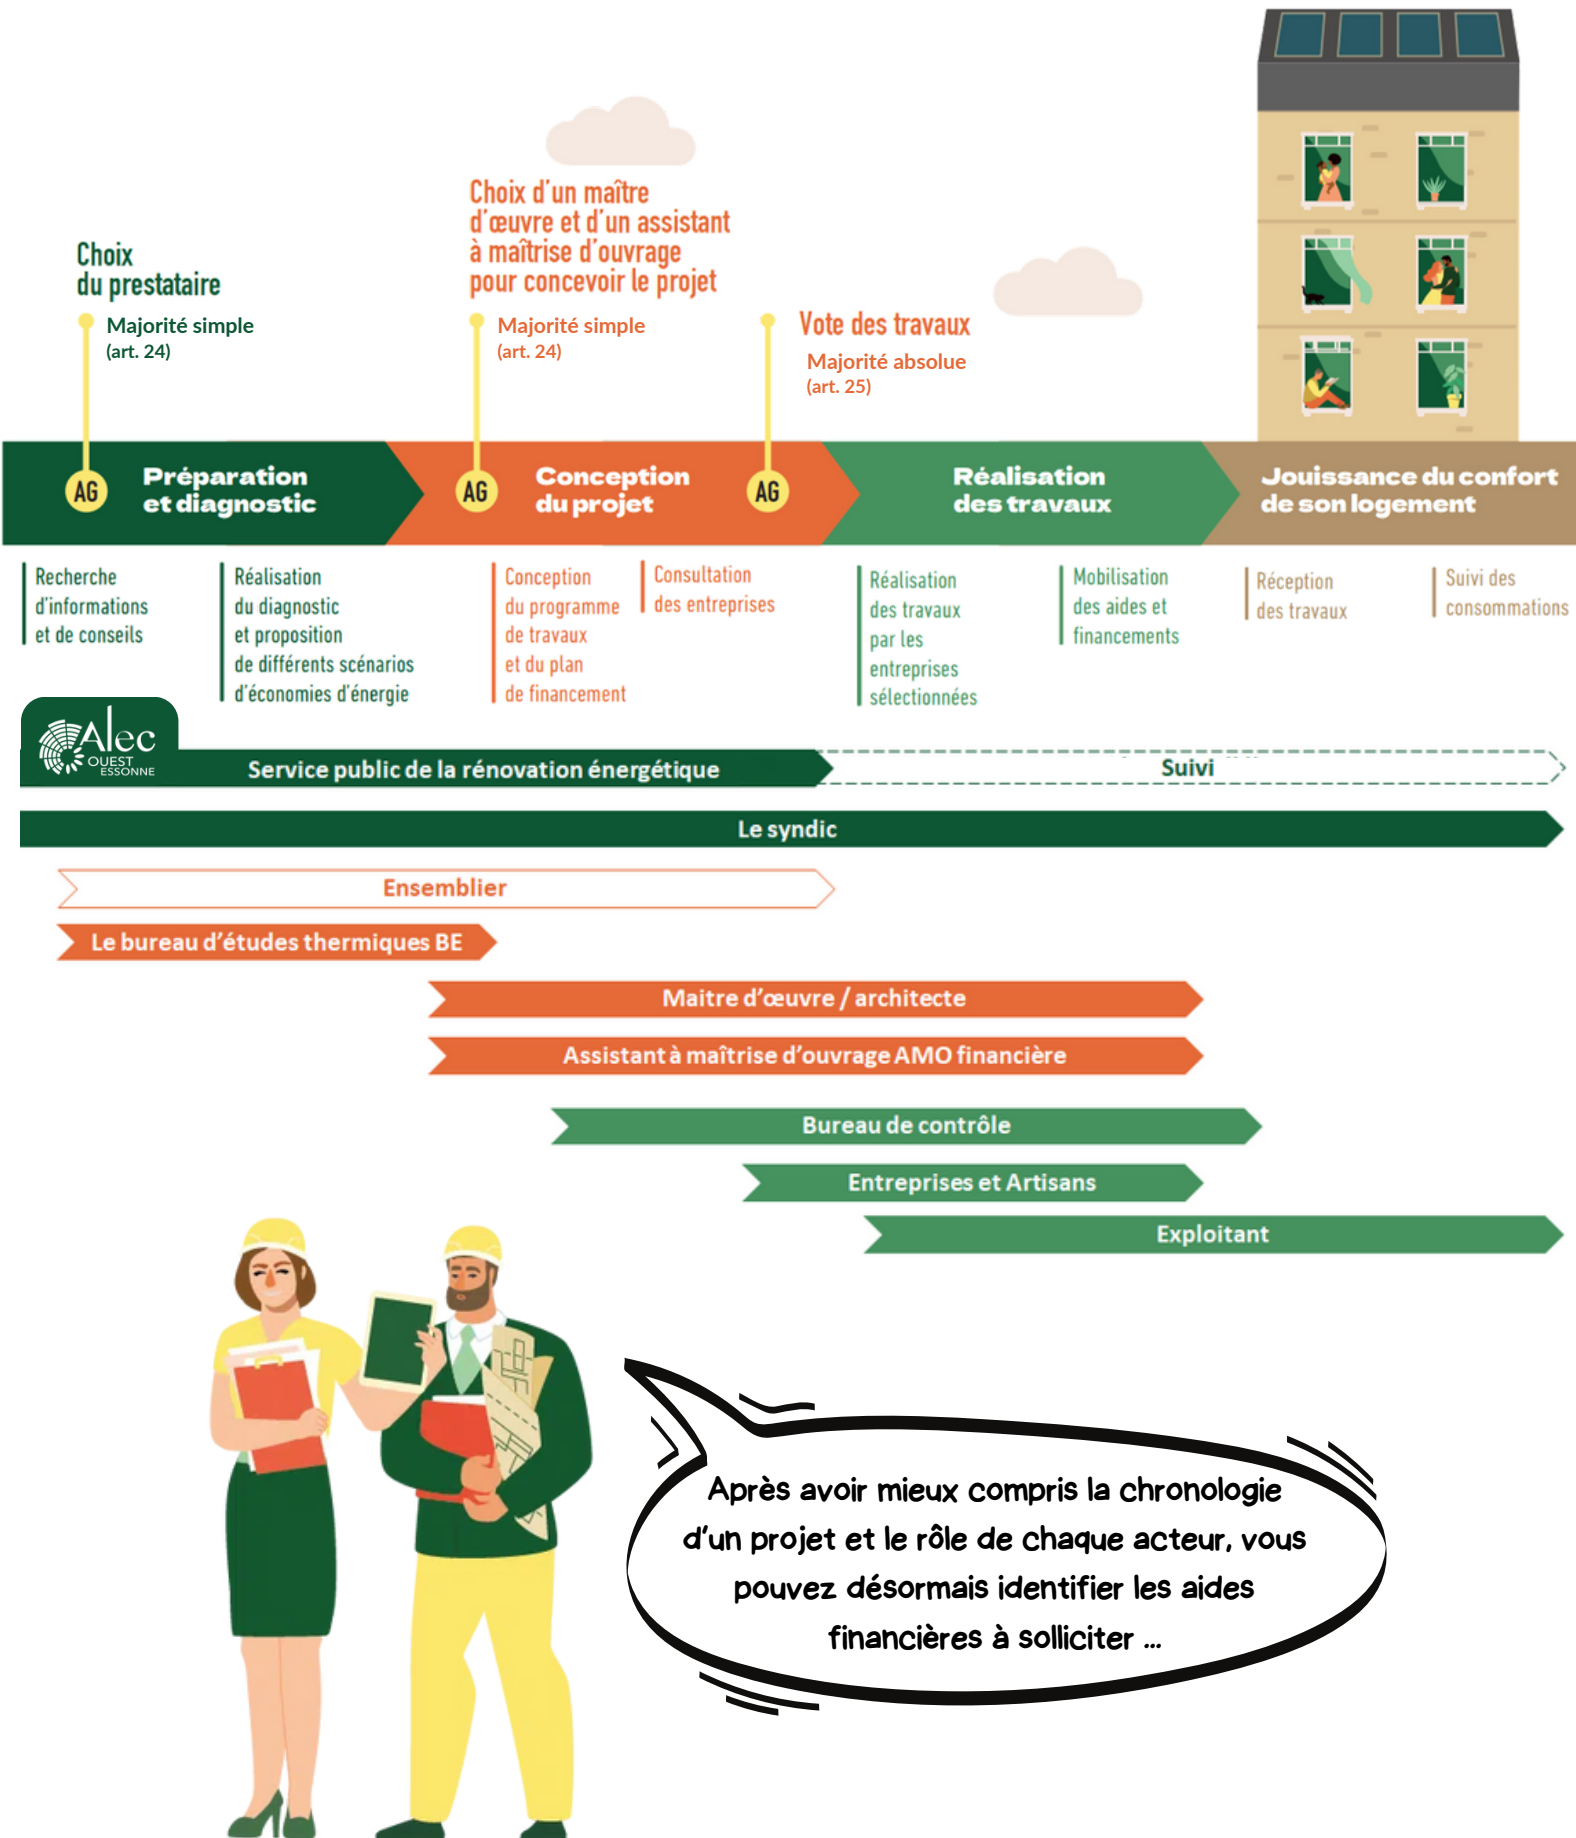 Choix
du prestataire
Majorité simple
(art. 24)
Choix d'un maître
d'œuvre et d'un assistant
à maîtrise d'ouvrage
pour concevoir le projet
Majorité simple
(art. 24)
Vote des travaux
Majorité absolue
(art. 25)
AG
Préparation
et diagnostic
AG
Conception
du projet
AG
Réalisation
des travaux
Jouissance du confort
de son logement
Recherche
d'informations
et de conseils
Réalisation
du diagnostic
et proposition
de différents scénarios
d'économies d'énergie
Conception
du programme
de travaux
et du plan
de financement
Consultation
des entreprises
Réalisation
des travaux
par les
entreprises
sélectionnées
Mobilisation
des aides et
financements
Réception
des travaux
Suivi des
consommations
Alec
OUEST
ESSONNE
Service public de la rénovation énergétique
Suivi
Le syndic
Ensemblier
Le bureau d'études thermiques BE
Maitre d'œuvre / architecte
Assistant à maîtrise d'ouvrage AMO financière
Bureau de contrôle
Entreprises et Artisans
Exploitant
Après avoir mieux compris la chronologie
d'un projet et le rôle de chaque acteur, vous
pouvez désormais identifier les aides
financières à solliciter ...